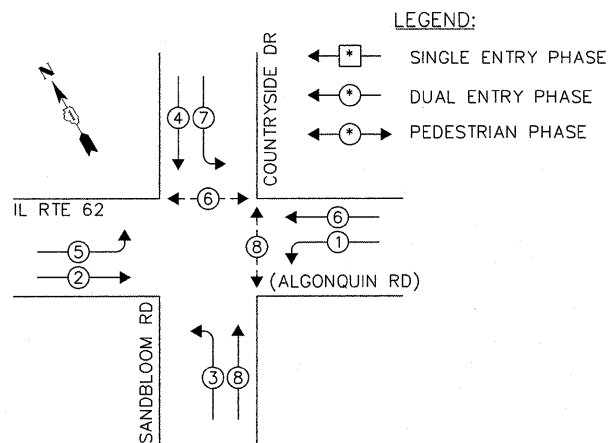 LEGEND:
* SINGLE ENTRY PHASE
* DUAL ENTRY PHASE
* PEDESTRIAN PHASE
N
COUNTRYSIDE DR
4 7
6
IL RTE 62
6
5
8
1
2
(ALGONQUIN RD)
SANDBLOOM RD
3 8